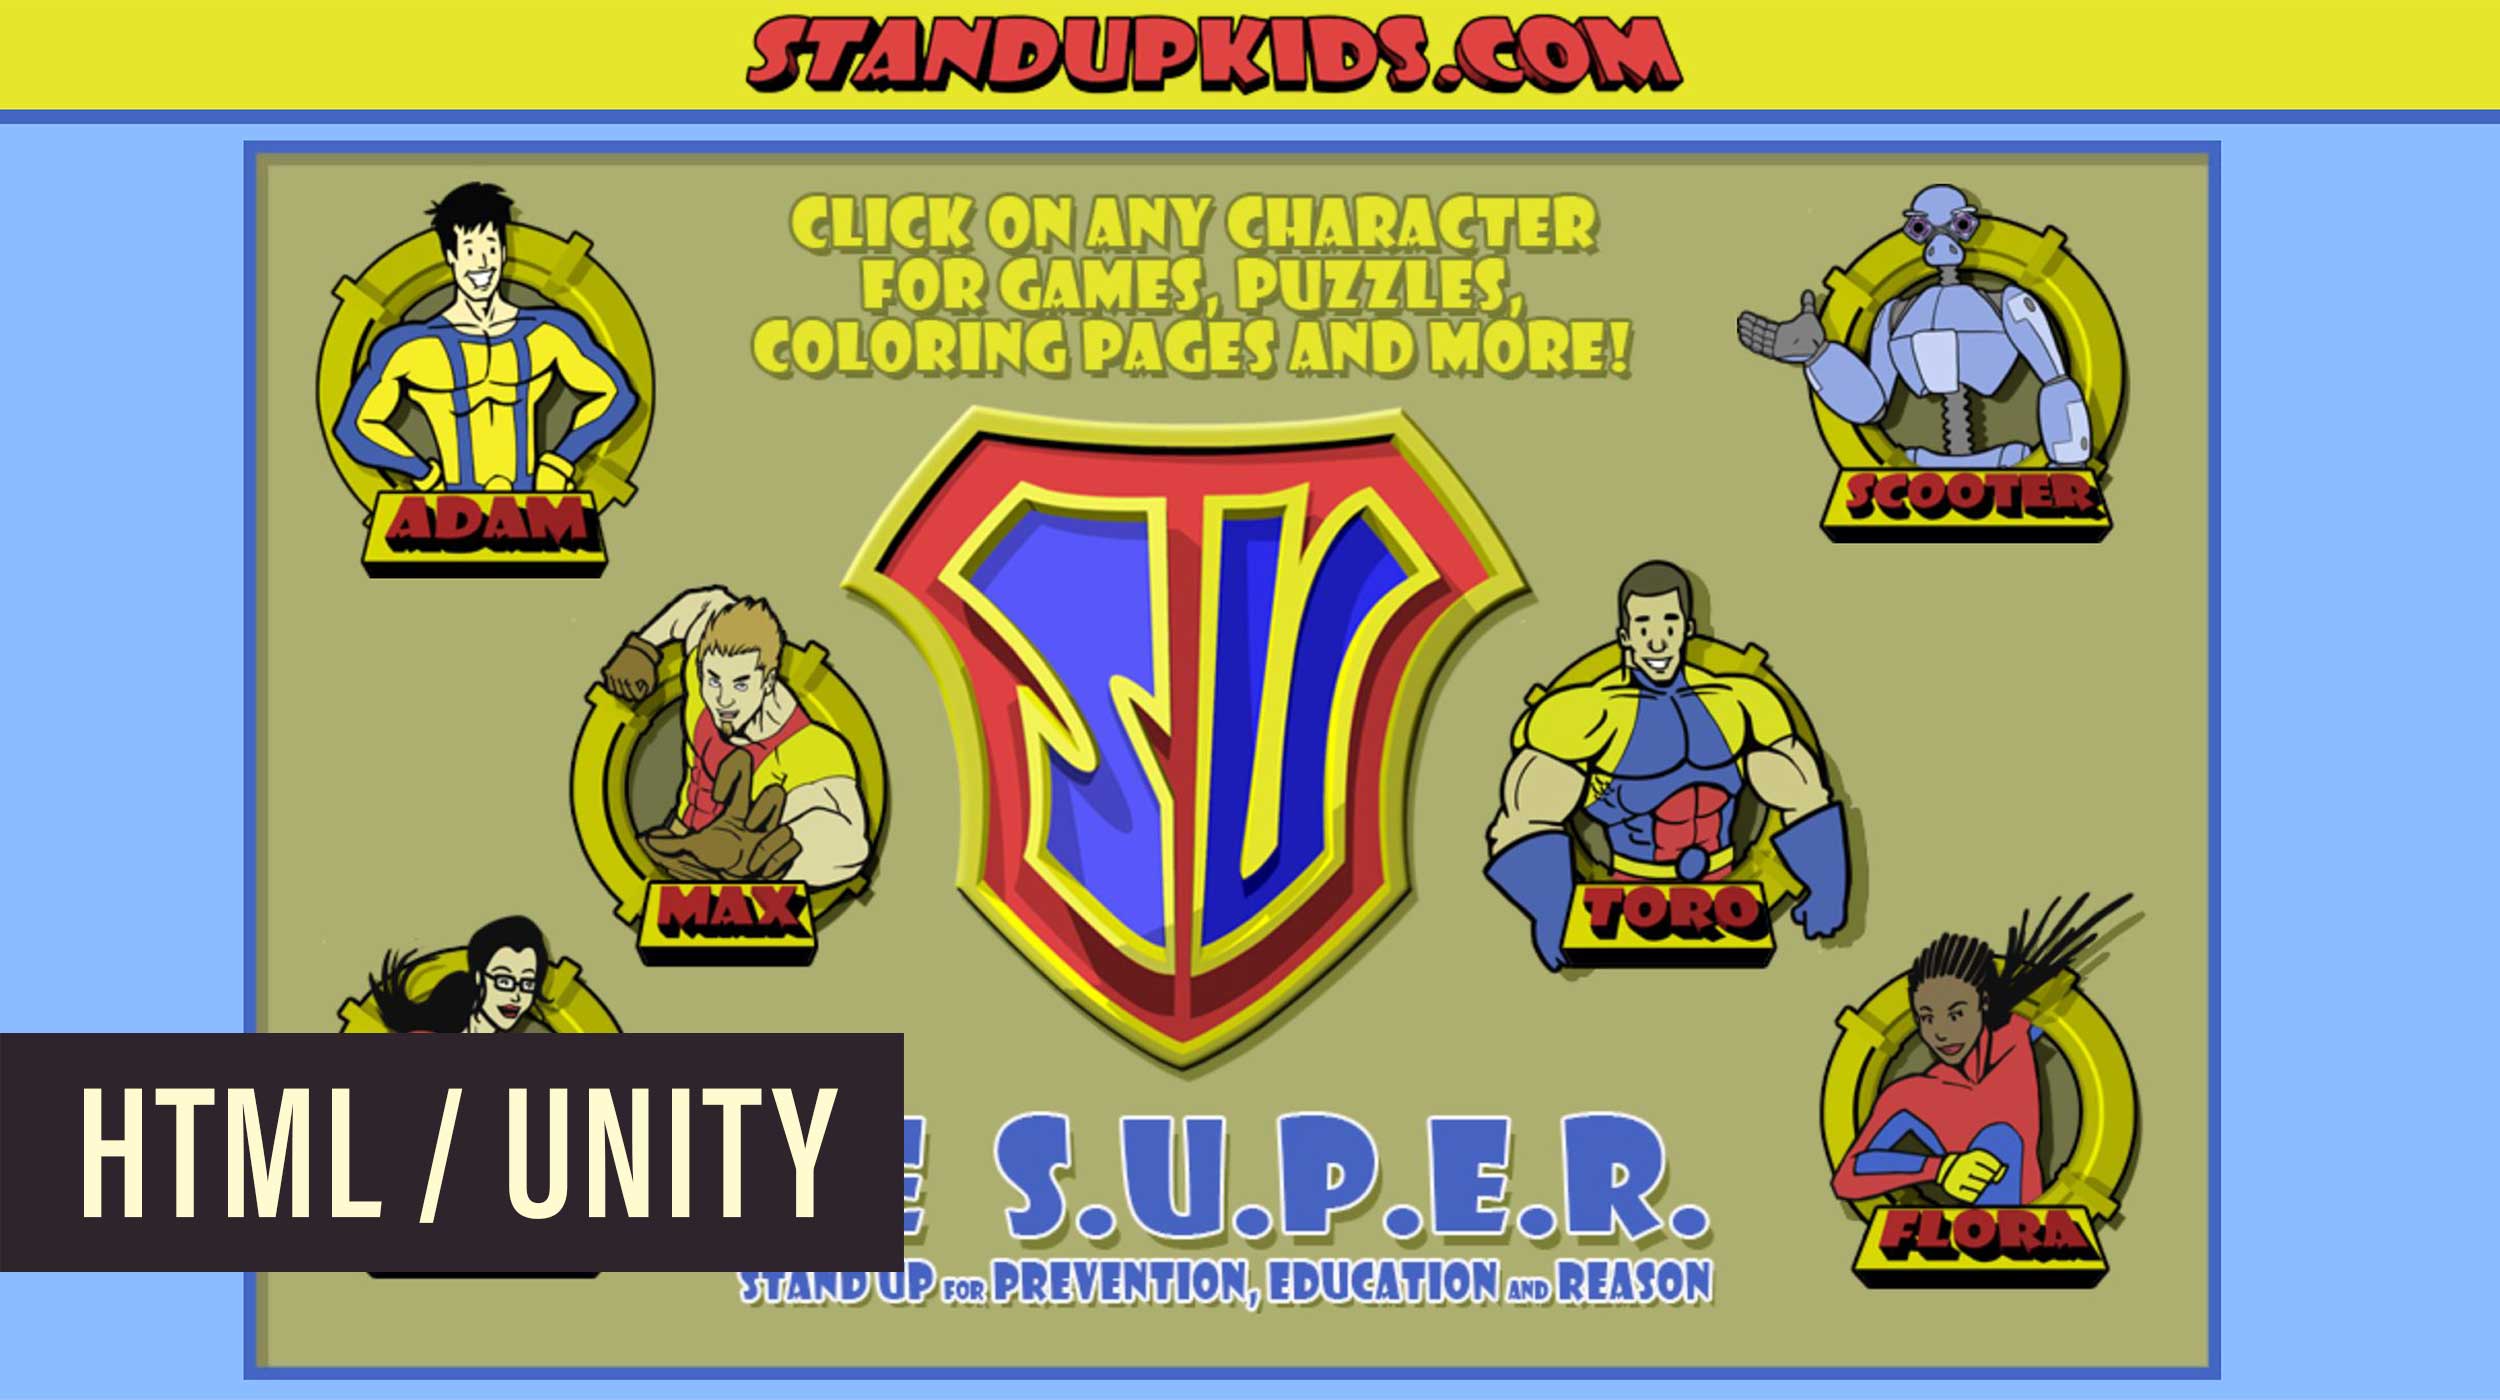 STANDUPKIDS.COM
CLICK ON ANY CHARACTER
FOR GAMES, PUZZLES,
COLORING PAGES AND MORE!
ADAM
SCOOTER
MAX
TORO
FLORA
HTML / UNITY
S.U.P.E.R.
STAND UP FOR PREVENTION, EDUCATION AND REASON